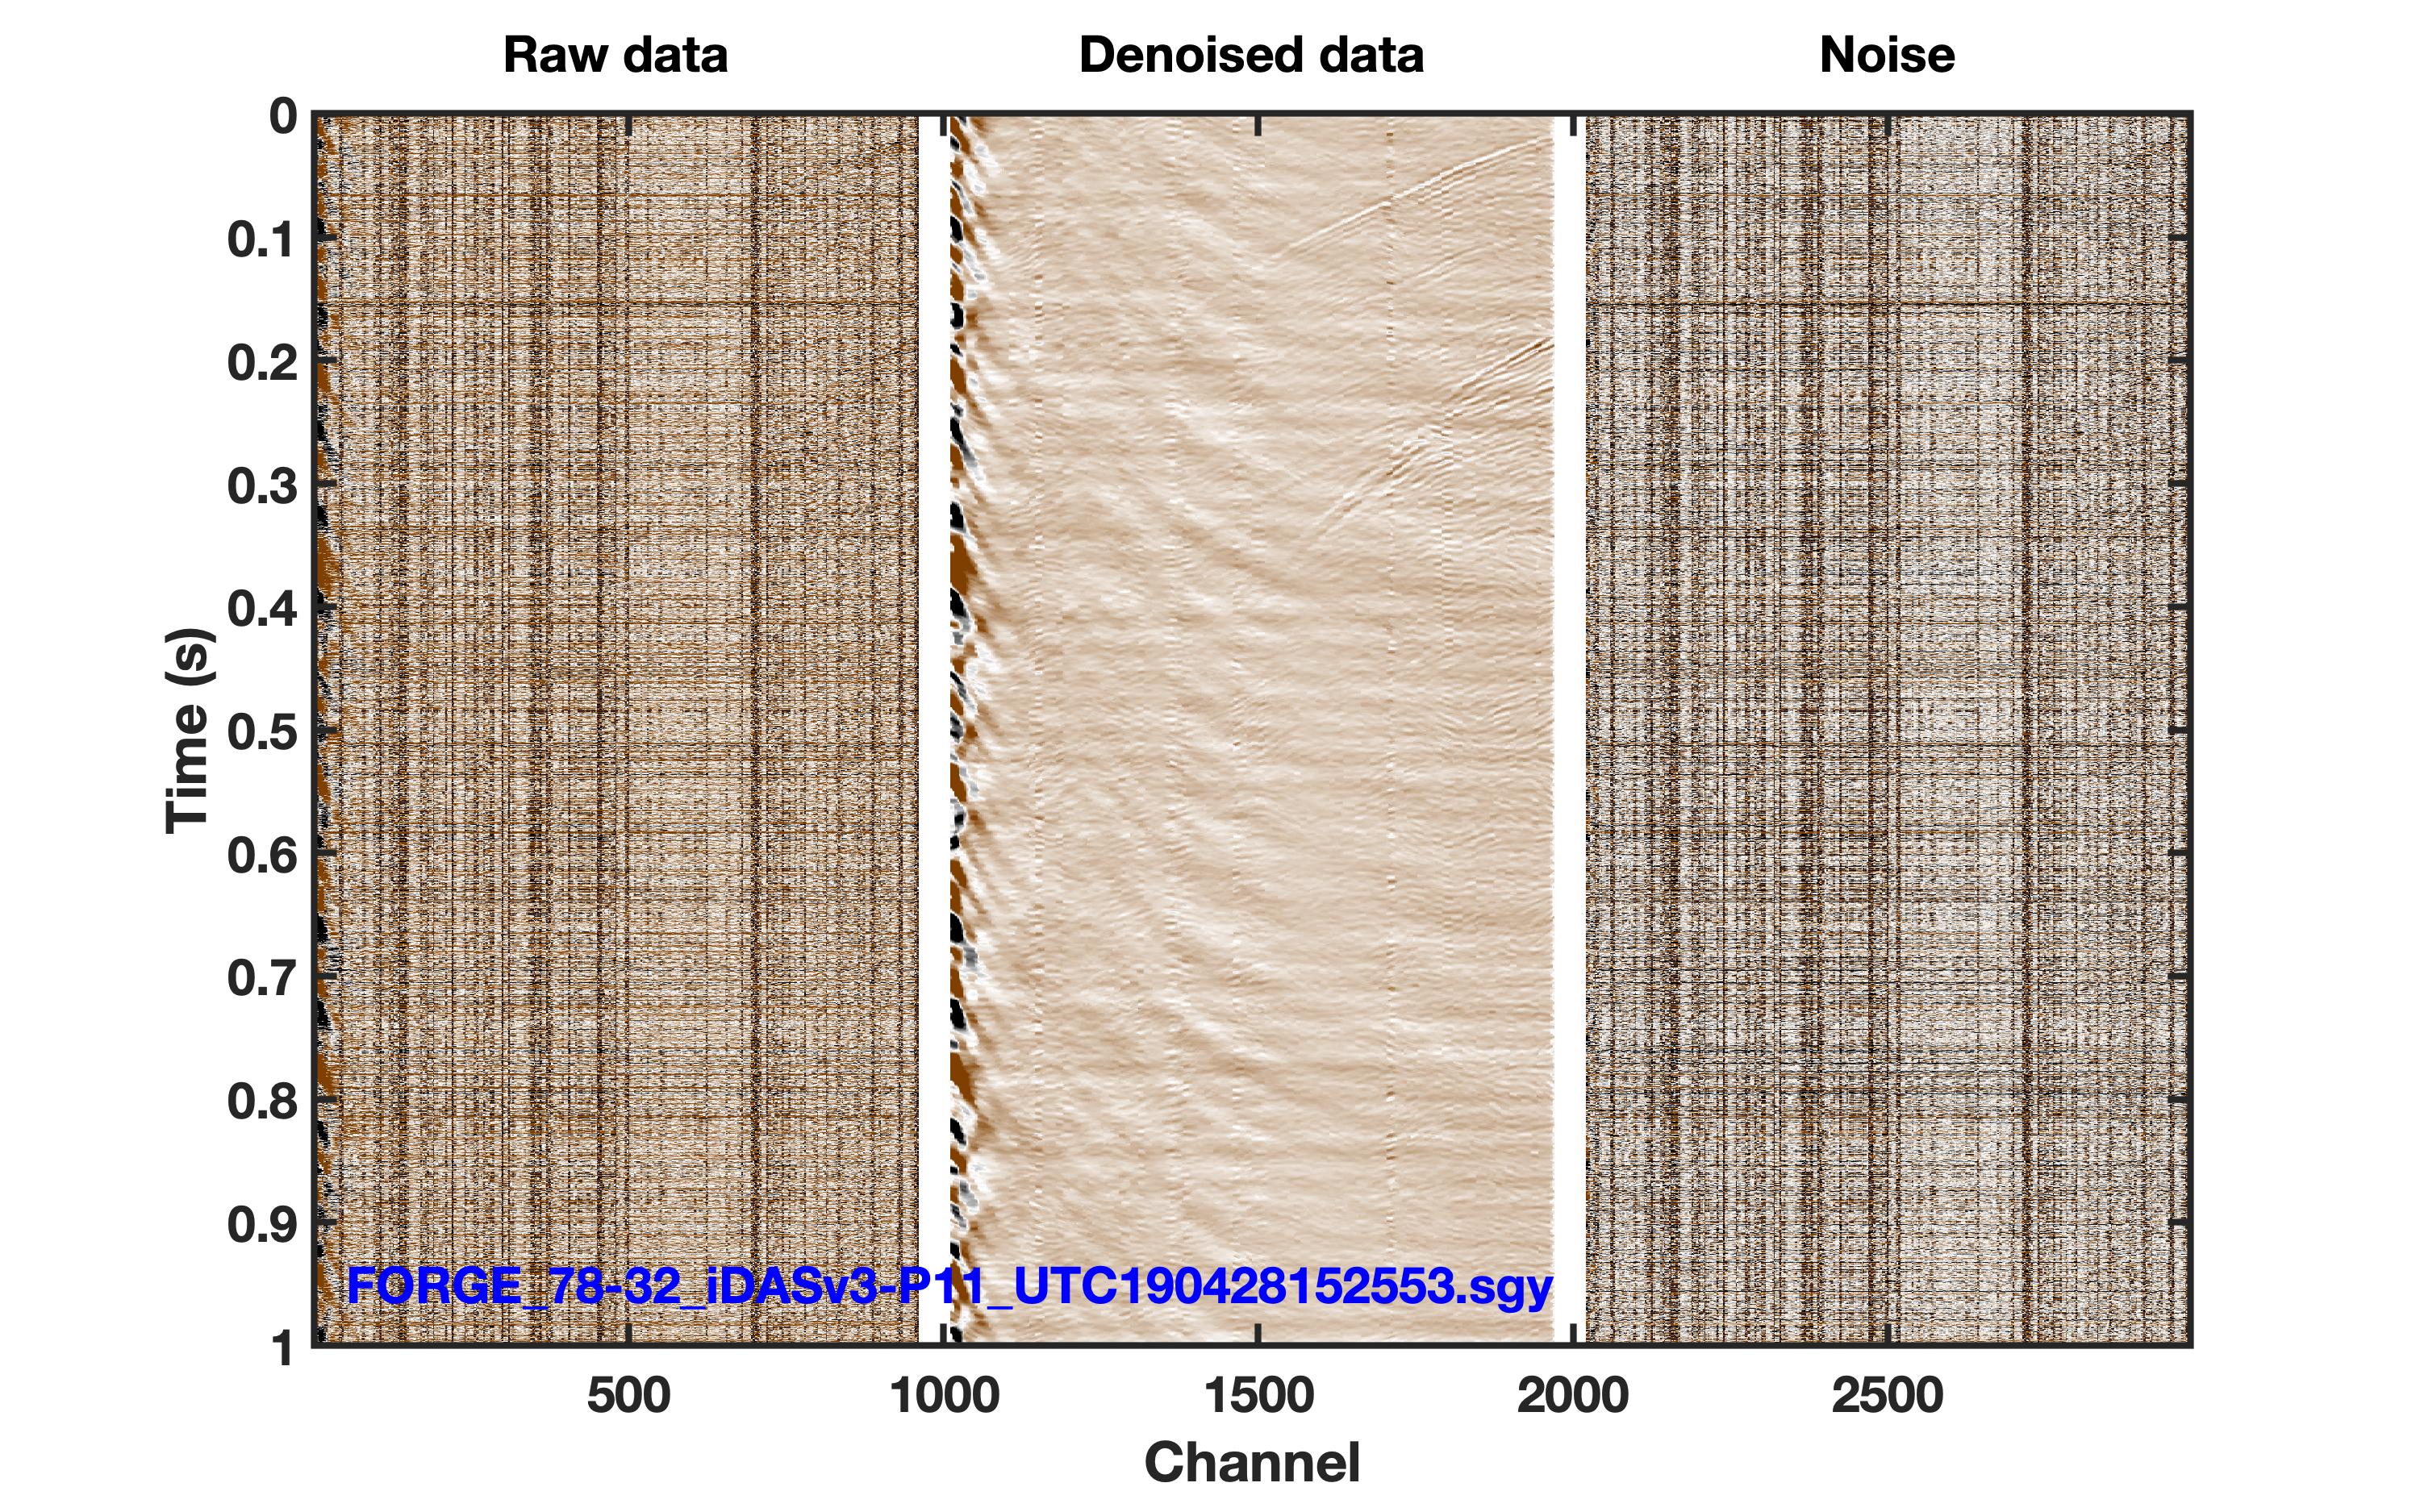 Raw data Denoised data Noise
0
0.1
0.2
0.3
0.4
0.5
0.6
0.7
0.8
0.9
1
Time (s)
FORGE_78-32_iDASv3-P11_UTC190428152553.sgy
500 1000 1500 2000 2500
Channel